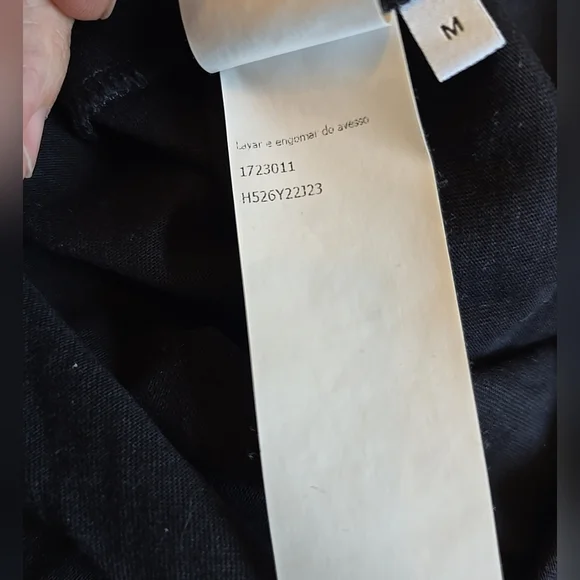 M
Lavar e engomar do avesso
1723011
H526Y22J23